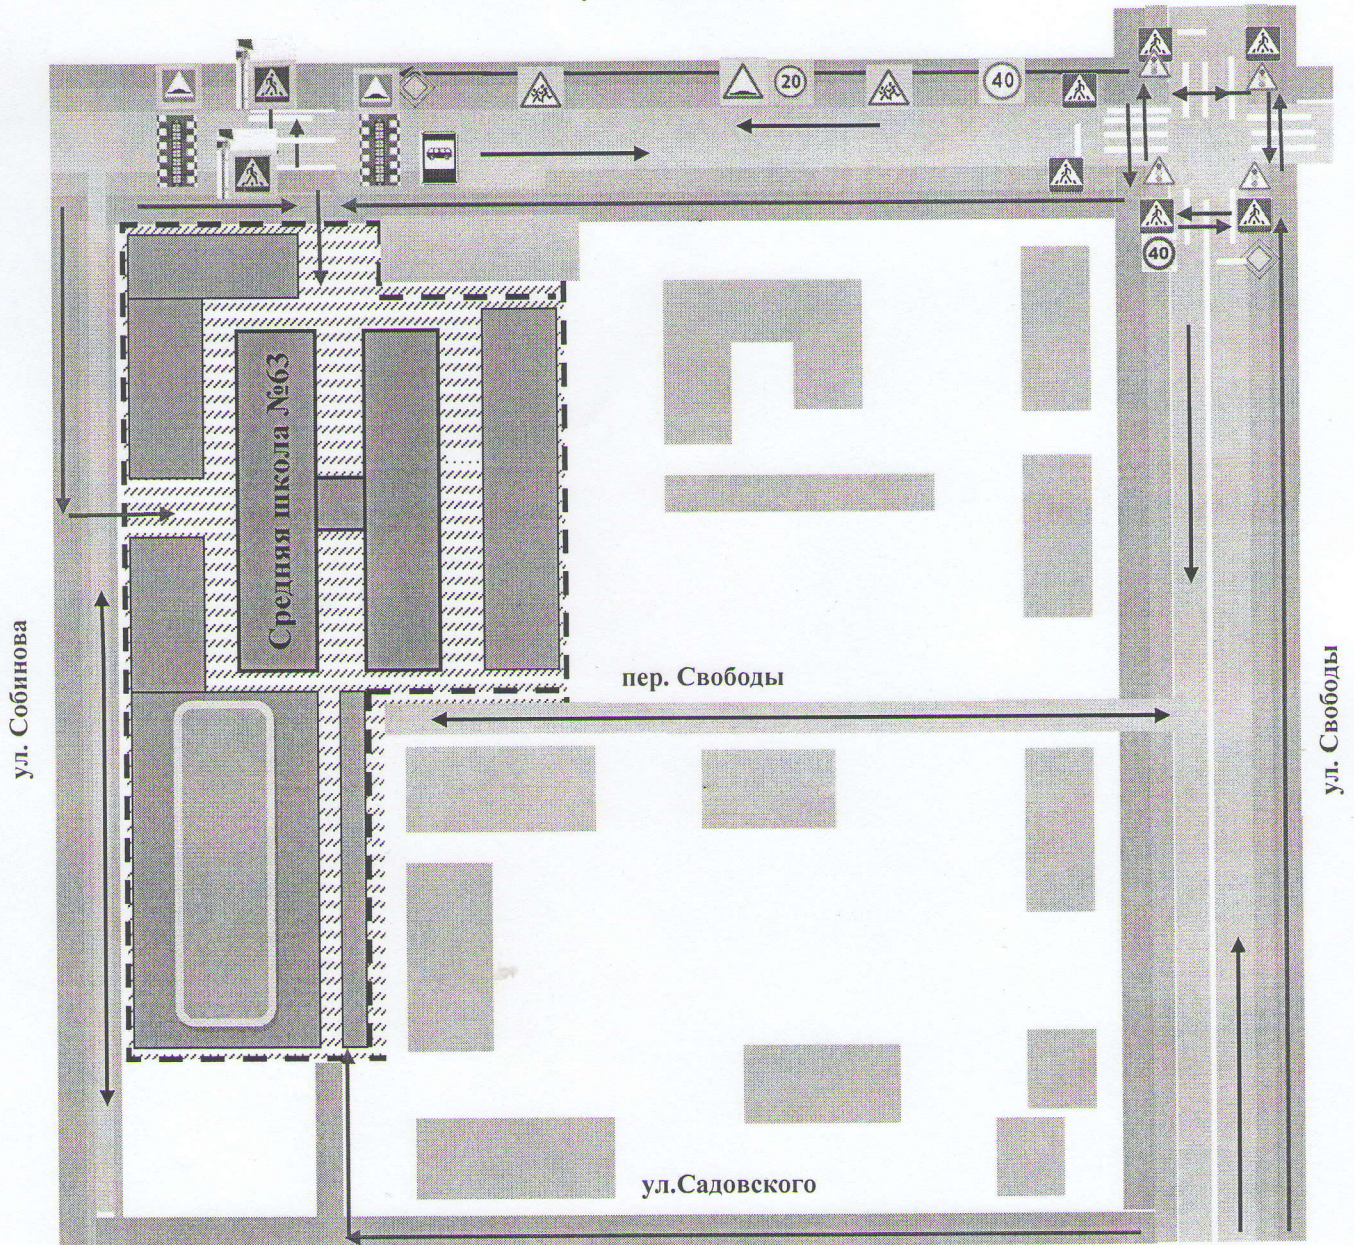 20
40
40
Средняя школа №63
ул. Собинова
пер. Свободы
ул. Свободы
ул.Садовского